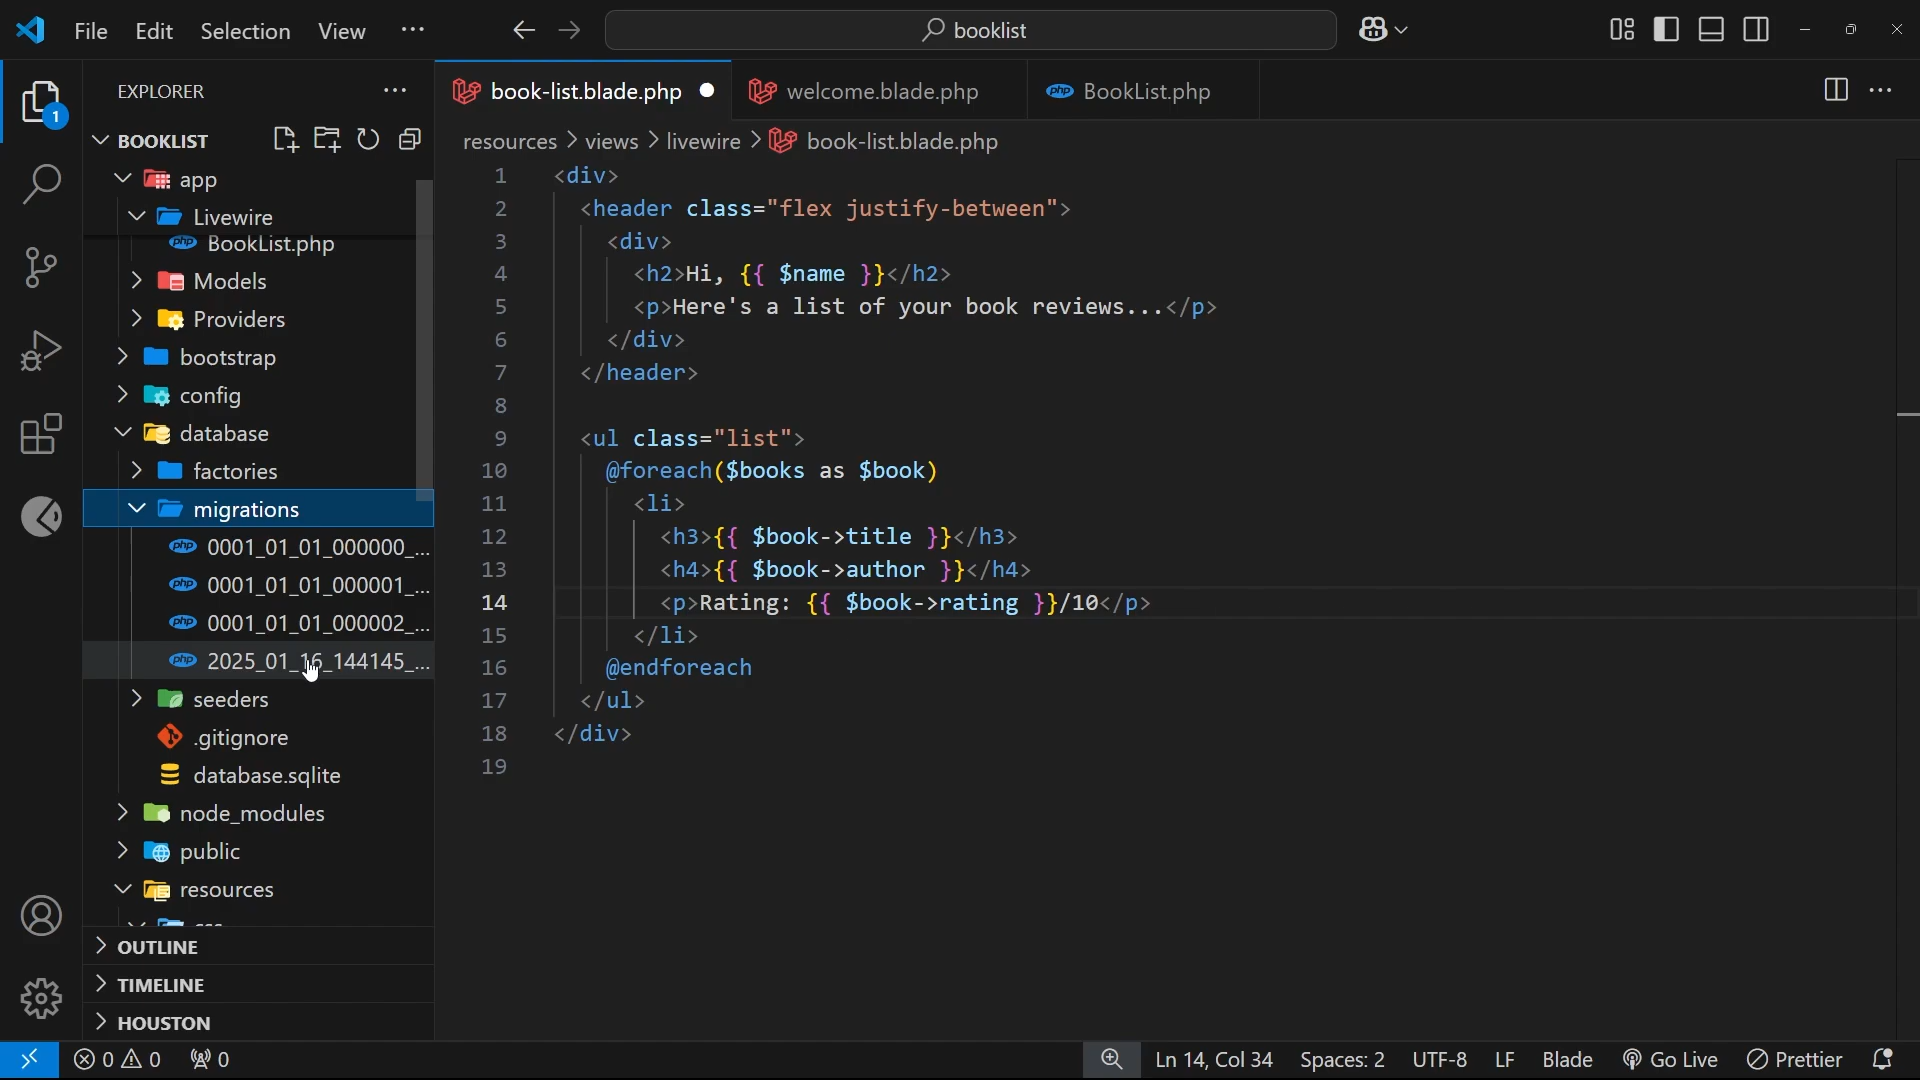 File Edit Selection View ...
booklist
EXPLORER ...
1
BOOKLIST
app
Livewire
BookList.php
Models
Providers
bootstrap
config
database
factories
migrations
0001_01_01_000000_...
0001_01_01_000001_...
0001_01_01_000002_...
2025_01_16_144145_...
seeders
.gitignore
database.sqlite
node_modules
public
resources
css
OUTLINE
TIMELINE
HOUSTON
book-list.blade.php
welcome.blade.php
php BookList.php
resources > views > livewire > book-list.blade.php
1 <div>
2 <header class="flex justify-between">
3 <div>
4 <h2>Hi, {{ $name }}</h2>
5 <p>Here's a list of your book reviews...</p>
6 </div>
7 </header>
8
9 <ul class="list">
10 @foreach($books as $book)
11 <li>
12 <h3>{{ $book->title }}</h3>
13 <h4>{{ $book->author }}</h4>
14 <p>Rating: {{ $book->rating }}/10</p>
15 </li>
16 @endforeach
17 </ul>
18 </div>
19
0 0 0 Ln 14, Col 34 Spaces: 2 UTF-8 LF Blade Go Live Prettier